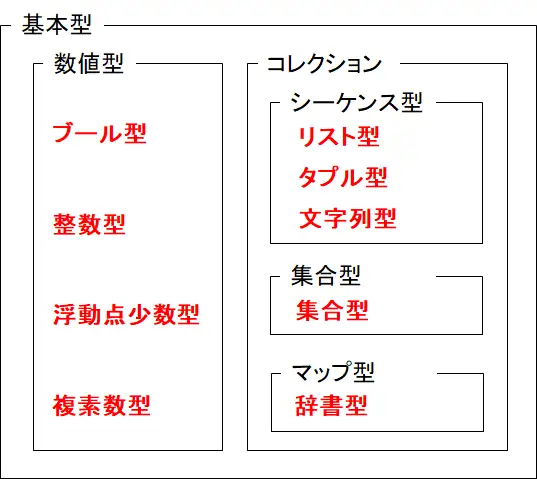 基本型
数値型
ブール型
整数型
浮動点少数型
複素数型
コレクション
シーケンス型
リスト型
タプル型
文字列型
集合型
集合型
マップ型
辞書型